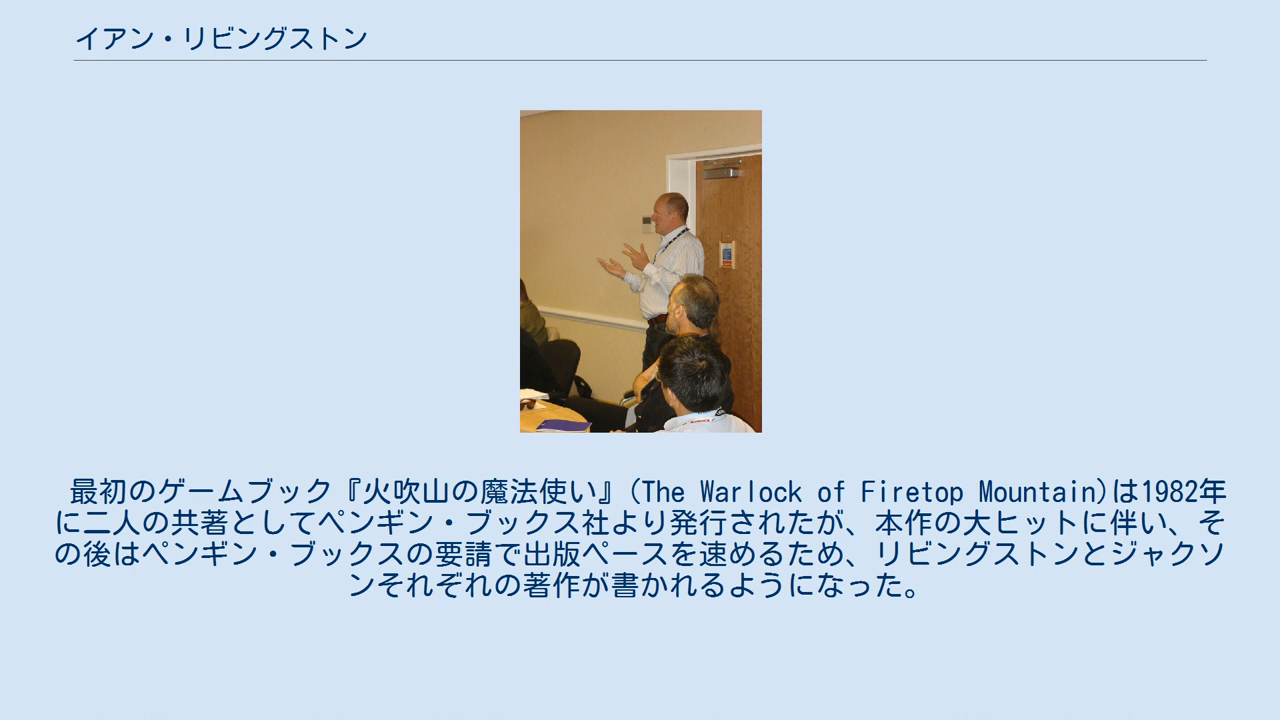 イアン・リビングストン
最初のゲームブック『火吹山の魔法使い』(The Warlock of Firetop Mountain)は1982年
に二人の共著としてペンギン・ブックス社より発行されたが、本作の大ヒットに伴い、そ
の後はペンギン・ブックスの要請で出版ペースを速めるため、リビングストンとジャクソ
ンそれぞれの著作が書かれるようになった。